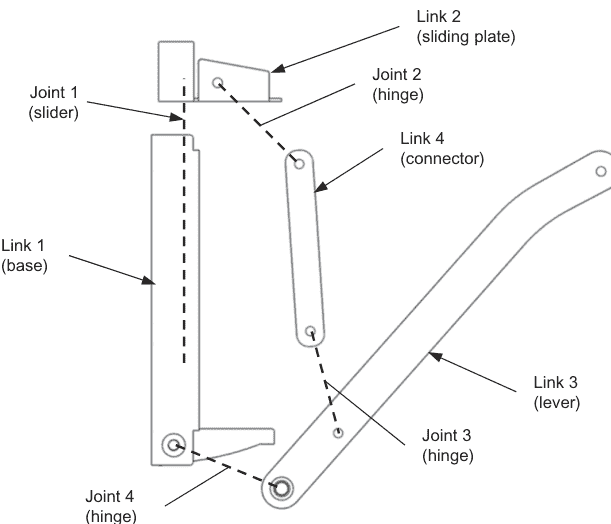 Link 2
(sliding plate)
Joint 1
(slider)
Joint 2
(hinge)
Link 4
(connector)
Link 1
(base)
Link 3
(lever)
Joint 3
(hinge)
Joint 4
(hinge)